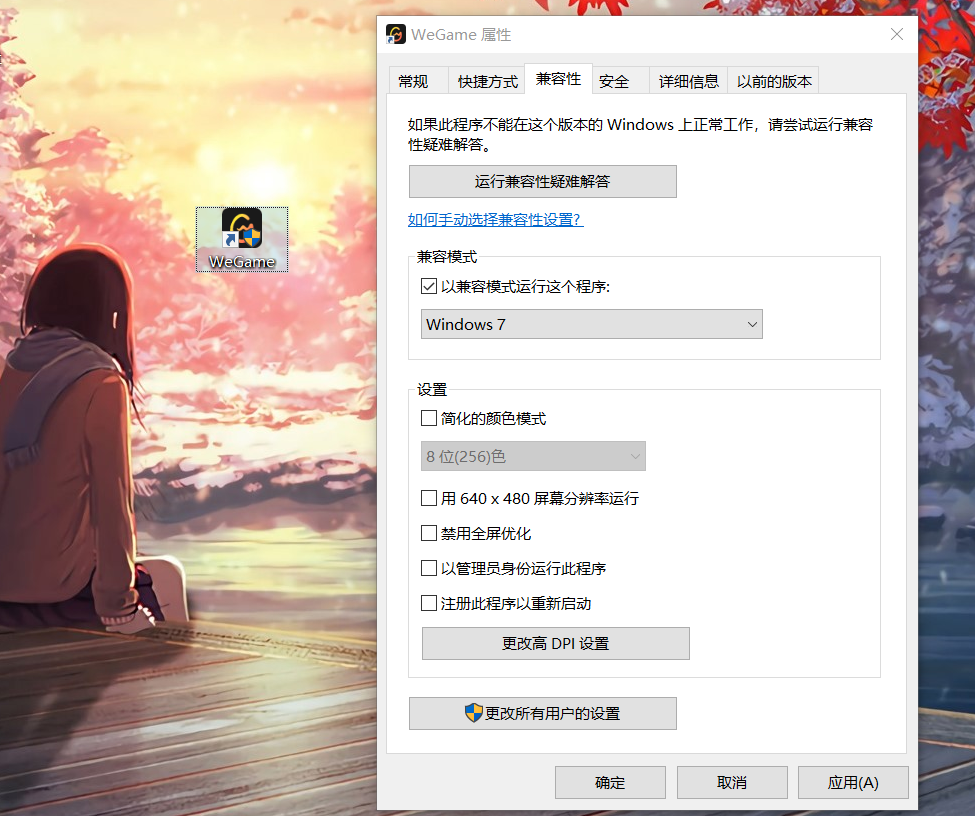 WeGame 属性
常规
快捷方式
兼容性
安全
详细信息
以前的版本
如果此程序不能在这个版本的 Windows 上正常工作，请尝试运行兼容
性疑难解答。
运行兼容性疑难解答
如何手动选择兼容性设置?
兼容模式
以兼容模式运行这个程序:
Windows 7
设置
简化的颜色模式
8 位(256)色
用 640 x 480 屏幕分辨率运行
禁用全屏优化
以管理员身份运行此程序
注册此程序以重新启动
更改高 DPI 设置
更改所有用户的设置
确定
取消
应用(A)
WeGame